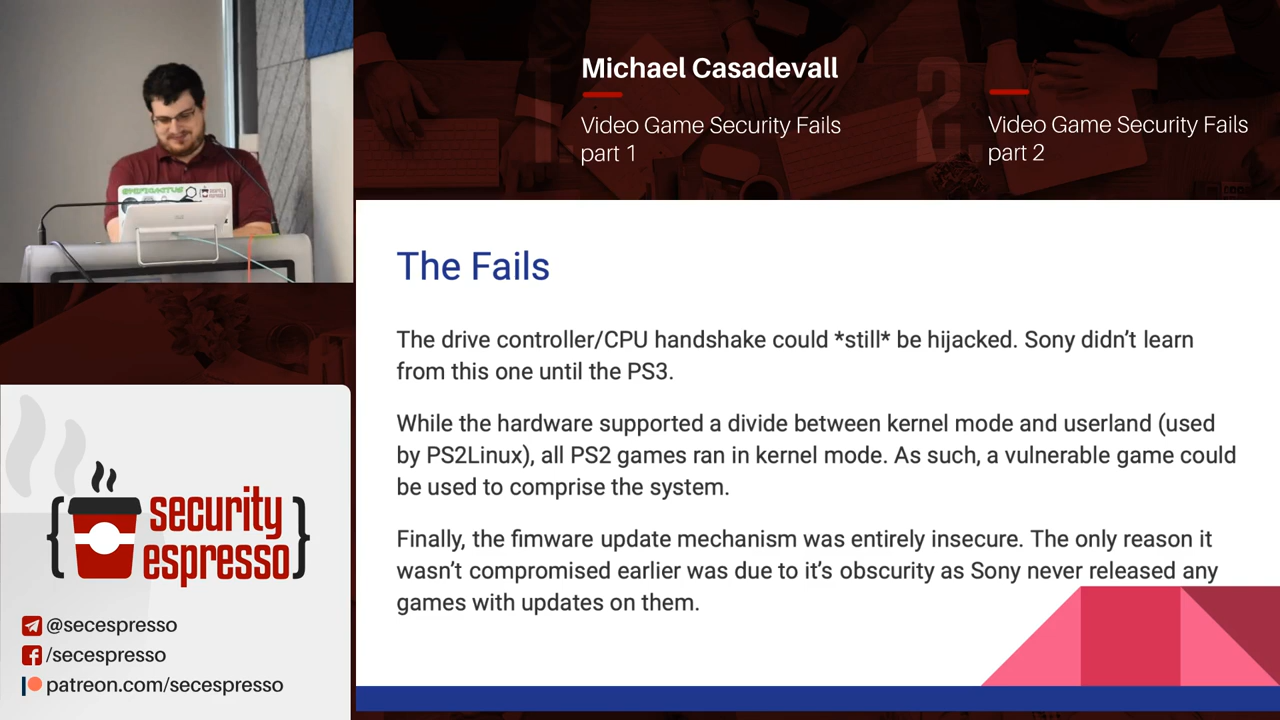 Michael Casadevall
1.
Video Game Security Fails
part 1
2.
Video Game Security Fails
part 2
The Fails
The drive controller/CPU handshake could *still* be hijacked. Sony didn’t learn
from this one until the PS3.
While the hardware supported a divide between kernel mode and userland (used
by PS2Linux), all PS2 games ran in kernel mode. As such, a vulnerable game could
be used to comprise the system.
Finally, the fimware update mechanism was entirely insecure. The only reason it
wasn’t compromised earlier was due to it’s obscurity as Sony never released any
games with updates on them.
{security
espresso}
@secespresso
/secespresso
patreon.com/secespresso